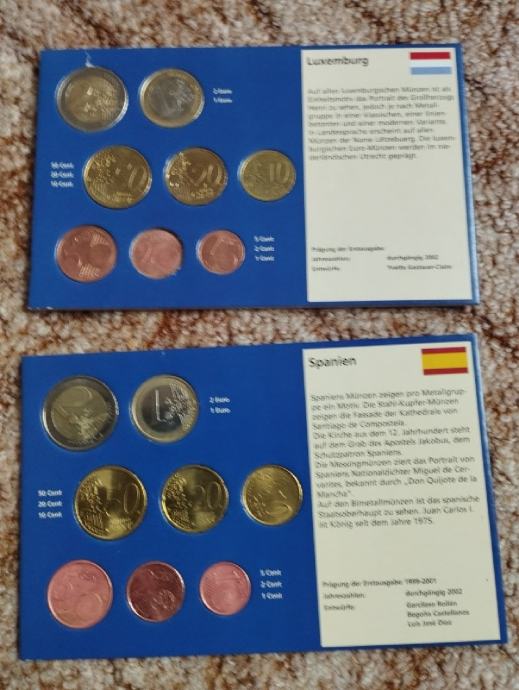 Luxemburg
2 Euro
1 Euro
Auf allen luxemburgischen Münzen ist als
Einheitsmotiv das Portrait des Großherzogs
Henri zu sehen, jedoch je nach Metall-
gruppe in einer klassischen, einer linien
betonten und einer modernen Variante.
In Landessprache erscheint auf allen
Münzen der Name Lëtzebuerg. Die luxem-
burgischen Euro-Münzen werden im nie-
derländischen Utrecht geprägt.
50 Cent
20 Cent
10 Cent
5 Cent
2 Cent
1 Cent
Prägung der Erstausgabe:
Jahreszahlen: durchgängig 2002
Entwürfe: Yvette Gastauer-Claire
Spanien
2 Euro
1 Euro
Spaniens Münzen zeigen pro Metallgrup-
pe ein Motiv. Die Stahl-Kupfer-Münzen
zeigen die Fassade der Kathedrale von
Santiago de Compostela.
Die Kirche aus dem 12. Jahrhundert steht
auf dem Grab des Apostels Jakobus, dem
Schutzpatron Spaniens.
Die Messingmünzen ziert das Portrait von
Spaniens Nationaldichter Miguel de Cer-
vantes, bekannt durch „Don Quijote de la
Mancha".
Auf den Bimetallmünzen ist das spanische
Staatsoberhaupt zu sehen. Juan Carlos I.
ist König seit dem Jahre 1975.
50 Cent
20 Cent
10 Cent
50
20
5 Cent
2 Cent
1 Cent
Prägung der Erstausgabe: 1999-2001
Jahreszahlen: durchgängig 2002
Entwürfe: Garcilaso Rollán
Begoña Castellanos
Luis José Díaz